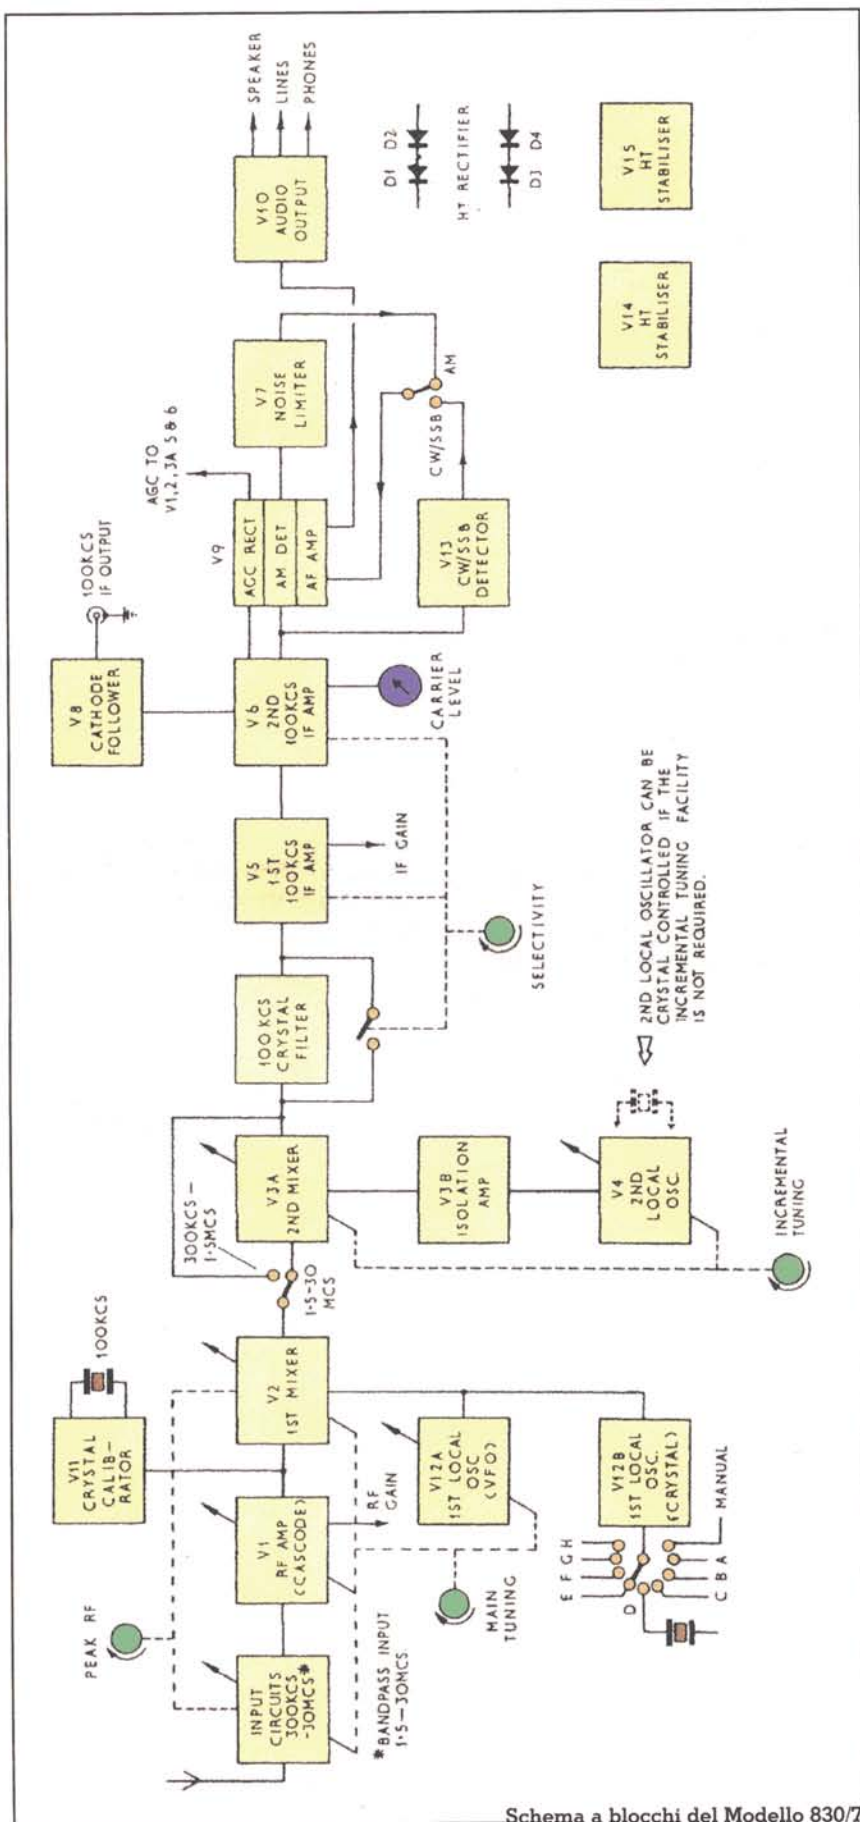 SPEAKER
LINES
PHONES
V10
AUDIO
OUTPUT
D1 D2
HT RECTIFIER
D3 D4
V15
HT
STABILISER
V14
HT
STABILISER
V7
NOISE
LIMITER
AM
CW/SSB
AGC TO
V1,2,3A 5&6
V9
AGC RECT
AM DET
AF AMP
V13
CW/SSB
DETECTOR
100KCS
IF OUTPUT
V8
CATHODE
FOLLOWER
V6
2ND
100KCS
IF AMP
CARRIER
LEVEL
V5
1ST
100KCS
IF AMP
IF GAIN
SELECTIVITY
100KCS
CRYSTAL
FILTER
2ND LOCAL OSCILLATOR CAN BE
CRYSTAL CONTROLLED IF THE
INCREMENTAL TUNING FACILITY
IS NOT REQUIRED.
300KCS—
1·5MCS
V3A
2ND MIXER
V3B
ISOLATION
AMP
V4
2ND
LOCAL
OSC.
INCREMENTAL
TUNING
1·5-30
MCS
100KCS
V11
CRYSTAL
CALIB—
RATOR
V2
1ST MIXER
V1
RF AMP
(CASCODE)
RF
GAIN
V12A
1ST LOCAL
OSC
(VFO)
V12B
1ST LOCAL
OSC.
(CRYSTAL)
MANUAL
E F G H
D
C B A
MAIN
TUNING
PEAK RF
INPUT
CIRCUITS
300KCS
-30MCS*
*BANDPASS INPUT
1·5—30MCS
Schema a blocchi del Modello 830/7